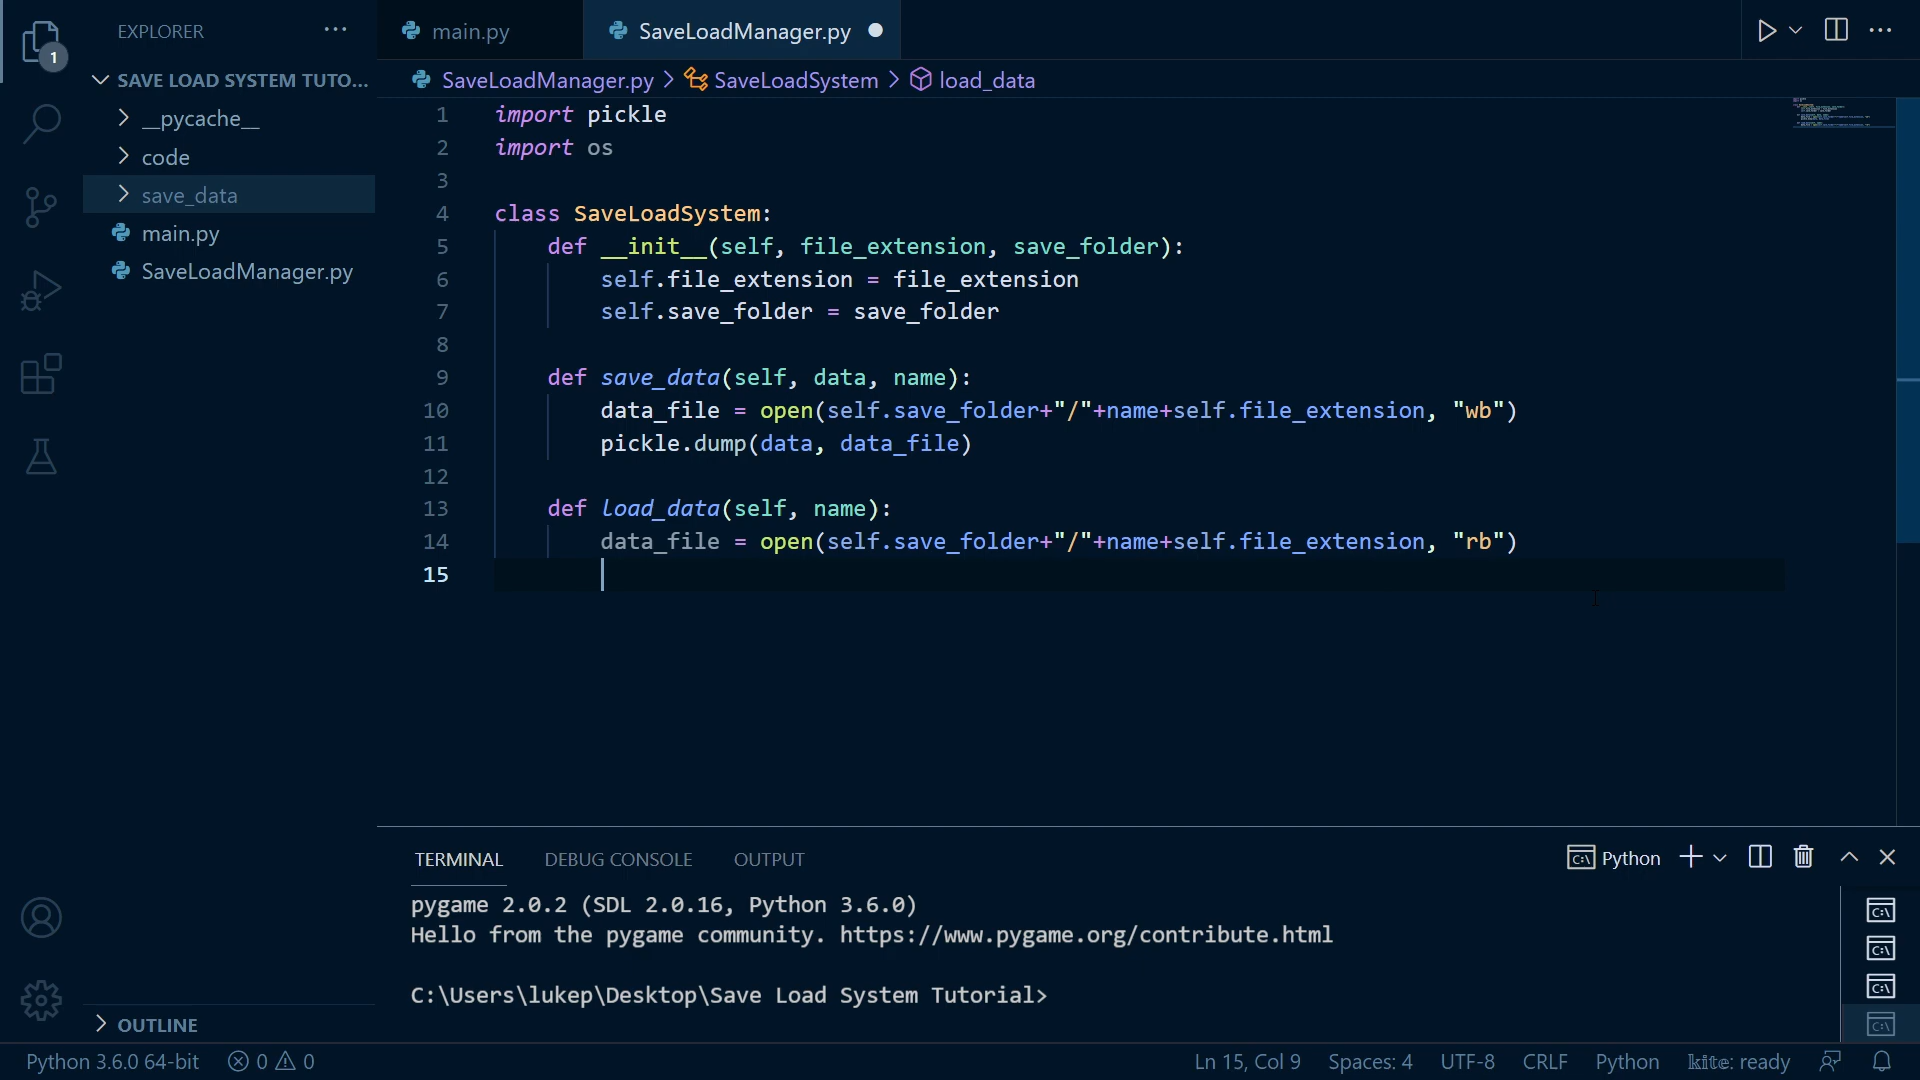 1
EXPLORER
main.py
SaveLoadManager.py
SAVE LOAD SYSTEM TUTO...
__pycache__
code
save_data
main.py
SaveLoadManager.py
SaveLoadManager.py > SaveLoadSystem > load_data
1 import pickle
2 import os
3
4 class SaveLoadSystem:
5 def __init__(self, file_extension, save_folder):
6 self.file_extension = file_extension
7 self.save_folder = save_folder
8
9 def save_data(self, data, name):
10 data_file = open(self.save_folder+"/"+name+self.file_extension, "wb")
11 pickle.dump(data, data_file)
12
13 def load_data(self, name):
14 data_file = open(self.save_folder+"/"+name+self.file_extension, "rb")
15
TERMINAL DEBUG CONSOLE OUTPUT
Python
pygame 2.0.2 (SDL 2.0.16, Python 3.6.0)
Hello from the pygame community. https://www.pygame.org/contribute.html
C:\Users\lukep\Desktop\Save Load System Tutorial>
OUTLINE
Python 3.6.0 64-bit 0 0 Ln 15, Col 9 Spaces: 4 UTF-8 CRLF Python kite: ready